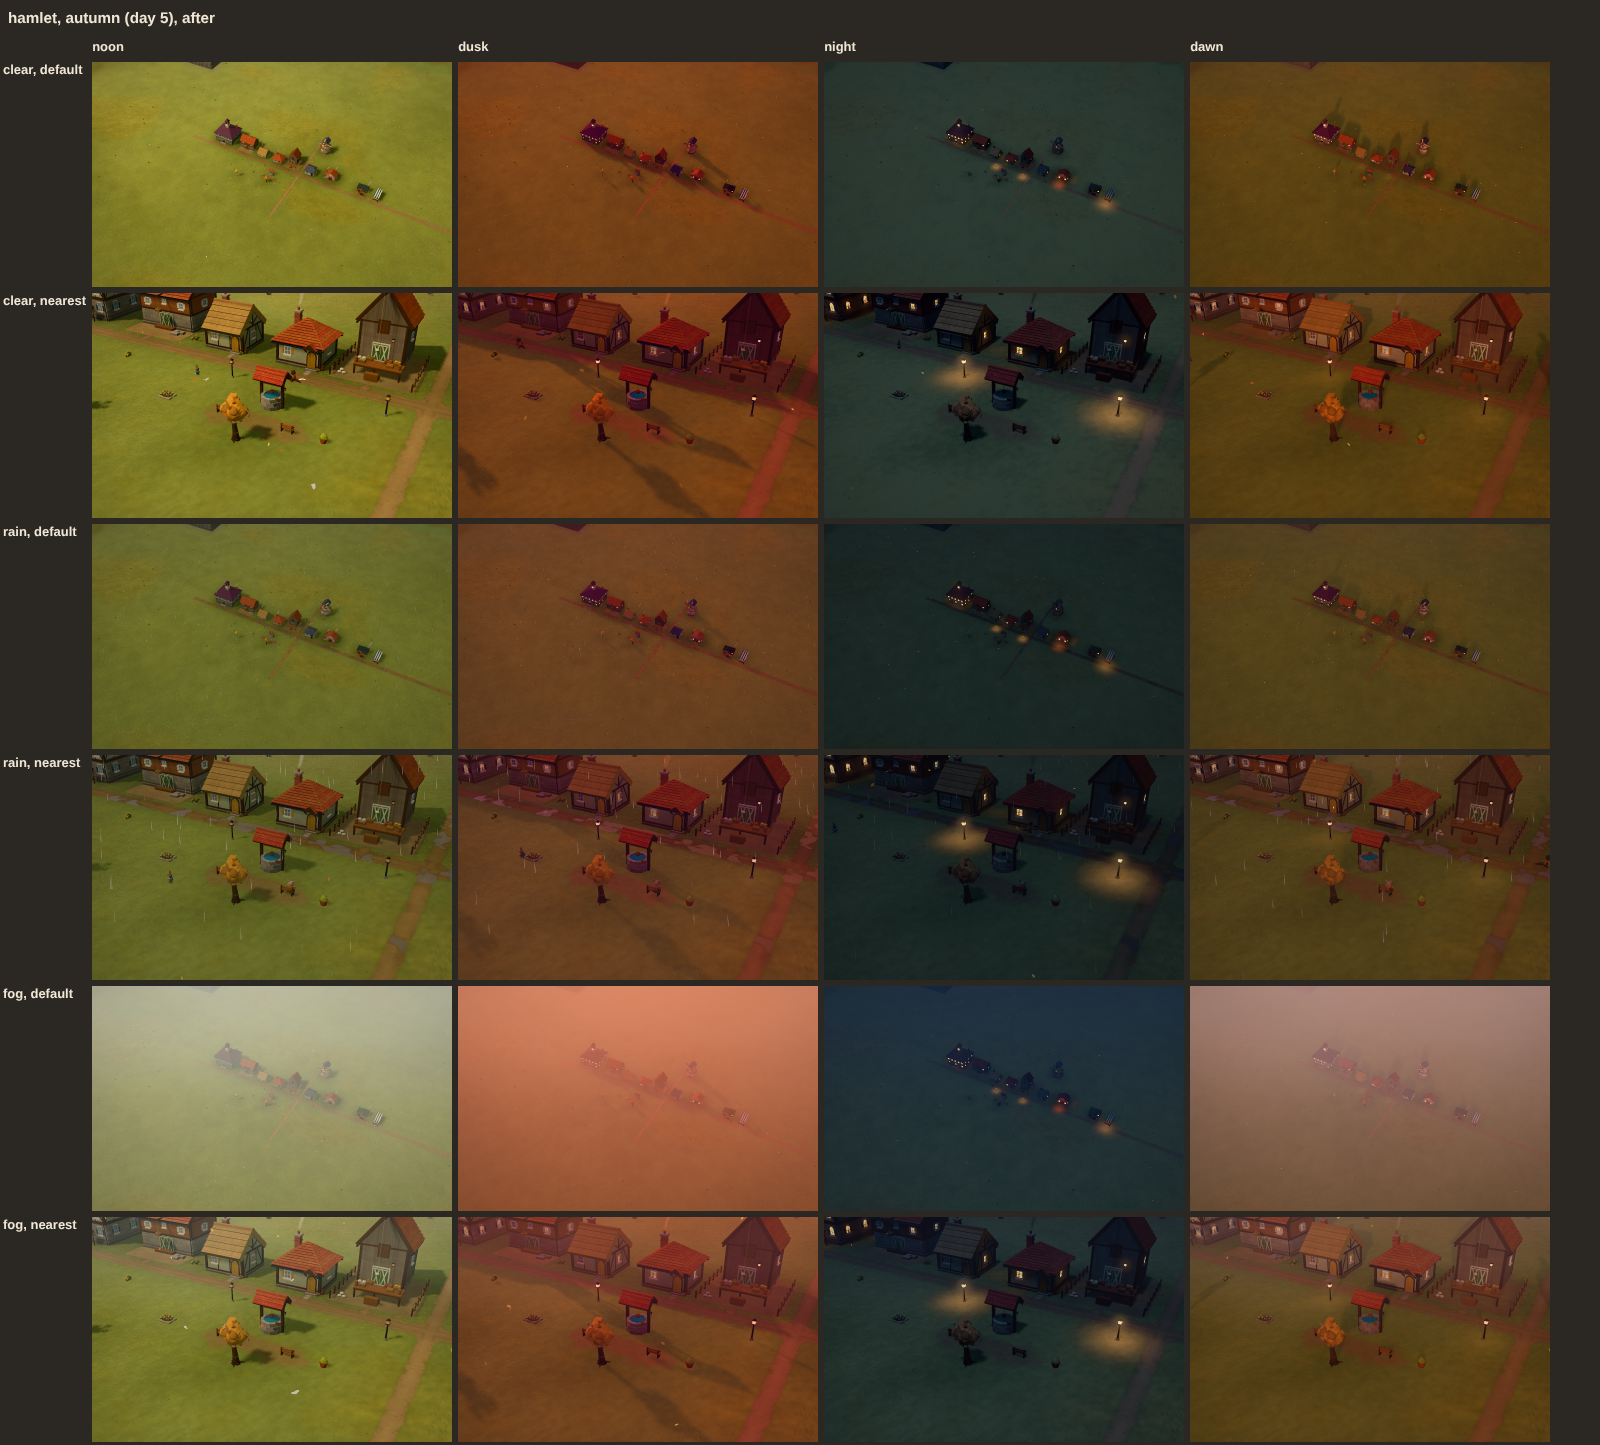 hamlet, autumn (day 5), after
noon dusk night dawn
clear, default
clear, nearest
rain, default
rain, nearest
fog, default
fog, nearest